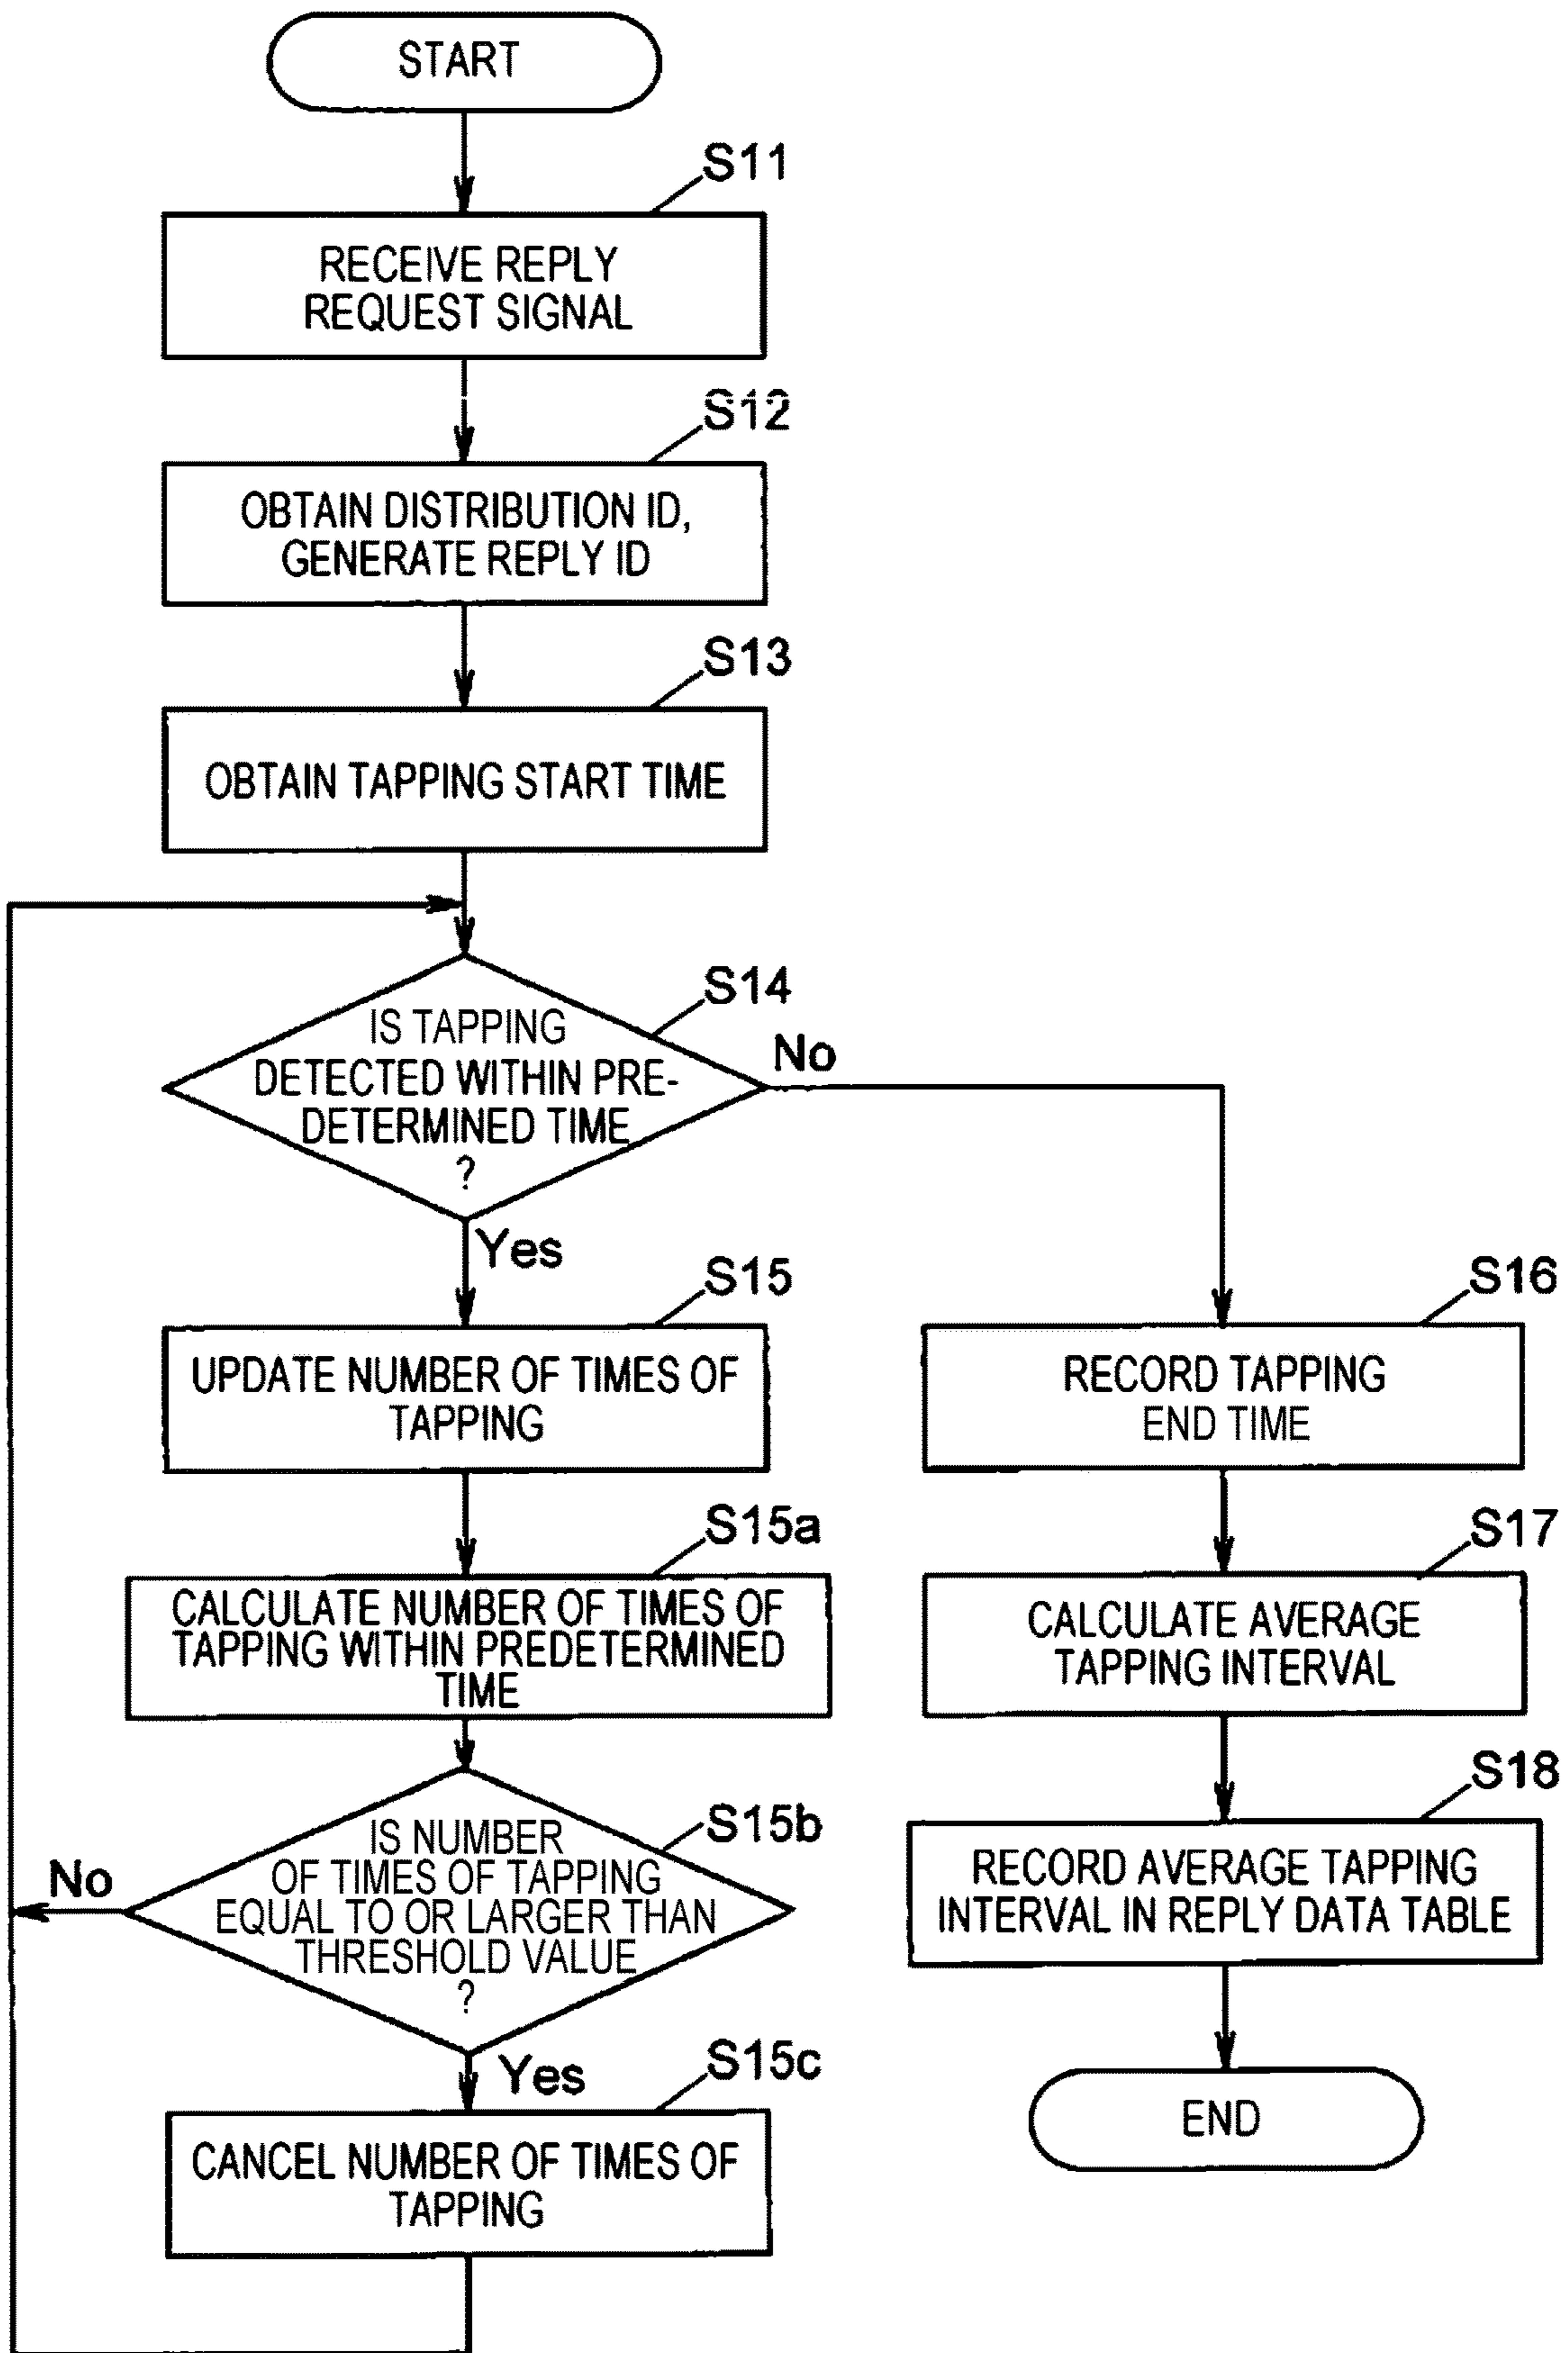 START
S11
RECEIVE REPLY
REQUEST SIGNAL
S12
OBTAIN DISTRIBUTION ID,
GENERATE REPLY ID
S13
OBTAIN TAPPING START TIME
S14
IS TAPPING
DETECTED WITHIN PRE-
DETERMINED TIME
?
No
Yes
S15
UPDATE NUMBER OF TIMES OF
TAPPING
S15a
CALCULATE NUMBER OF TIMES OF
TAPPING WITHIN PREDETERMINED
TIME
S15b
IS NUMBER
OF TIMES OF TAPPING
EQUAL TO OR LARGER THAN
THRESHOLD VALUE
?
No
Yes
S15c
CANCEL NUMBER OF TIMES OF
TAPPING
S16
RECORD TAPPING
END TIME
S17
CALCULATE AVERAGE
TAPPING INTERVAL
S18
RECORD AVERAGE TAPPING
INTERVAL IN REPLY DATA TABLE
END